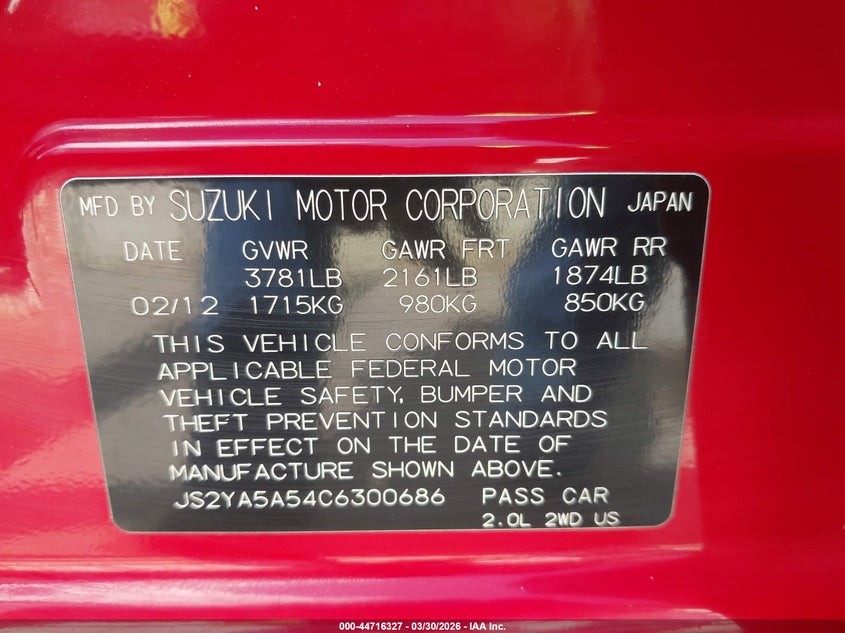 MFD BY SUZUKI MOTOR CORPORATION JAPAN
DATE GVWR GAWR FRT GAWR RR
3781LB 2161LB 1874LB
02/12 1715KG 980KG 850KG
THIS VEHICLE CONFORMS TO ALL
APPLICABLE FEDERAL MOTOR
VEHICLE SAFETY, BUMPER AND
THEFT PREVENTION STANDARDS
IN EFFECT ON THE DATE OF
MANUFACTURE SHOWN ABOVE.
JS2YA5A54C6300686 PASS CAR
2.0L 2WD US
000-44716327 - 03/30/2026 - IAA Inc.